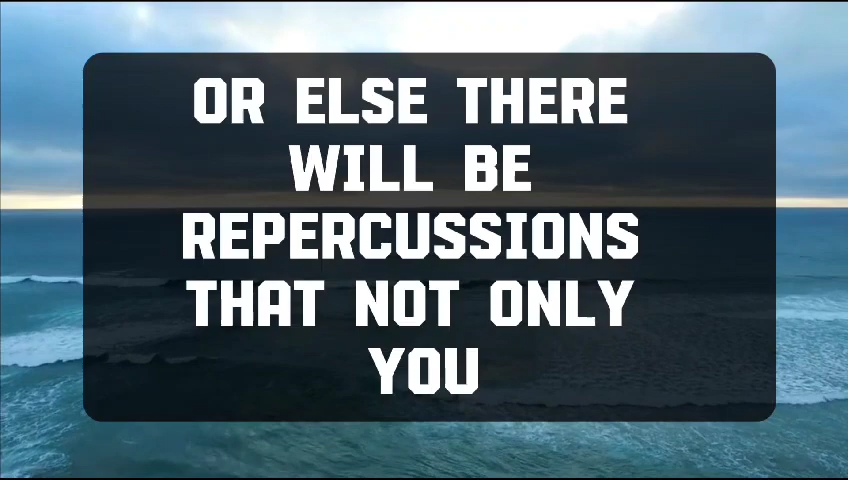 OR ELSE THERE
WILL BE
REPERCUSSIONS
THAT NOT ONLY
YOU